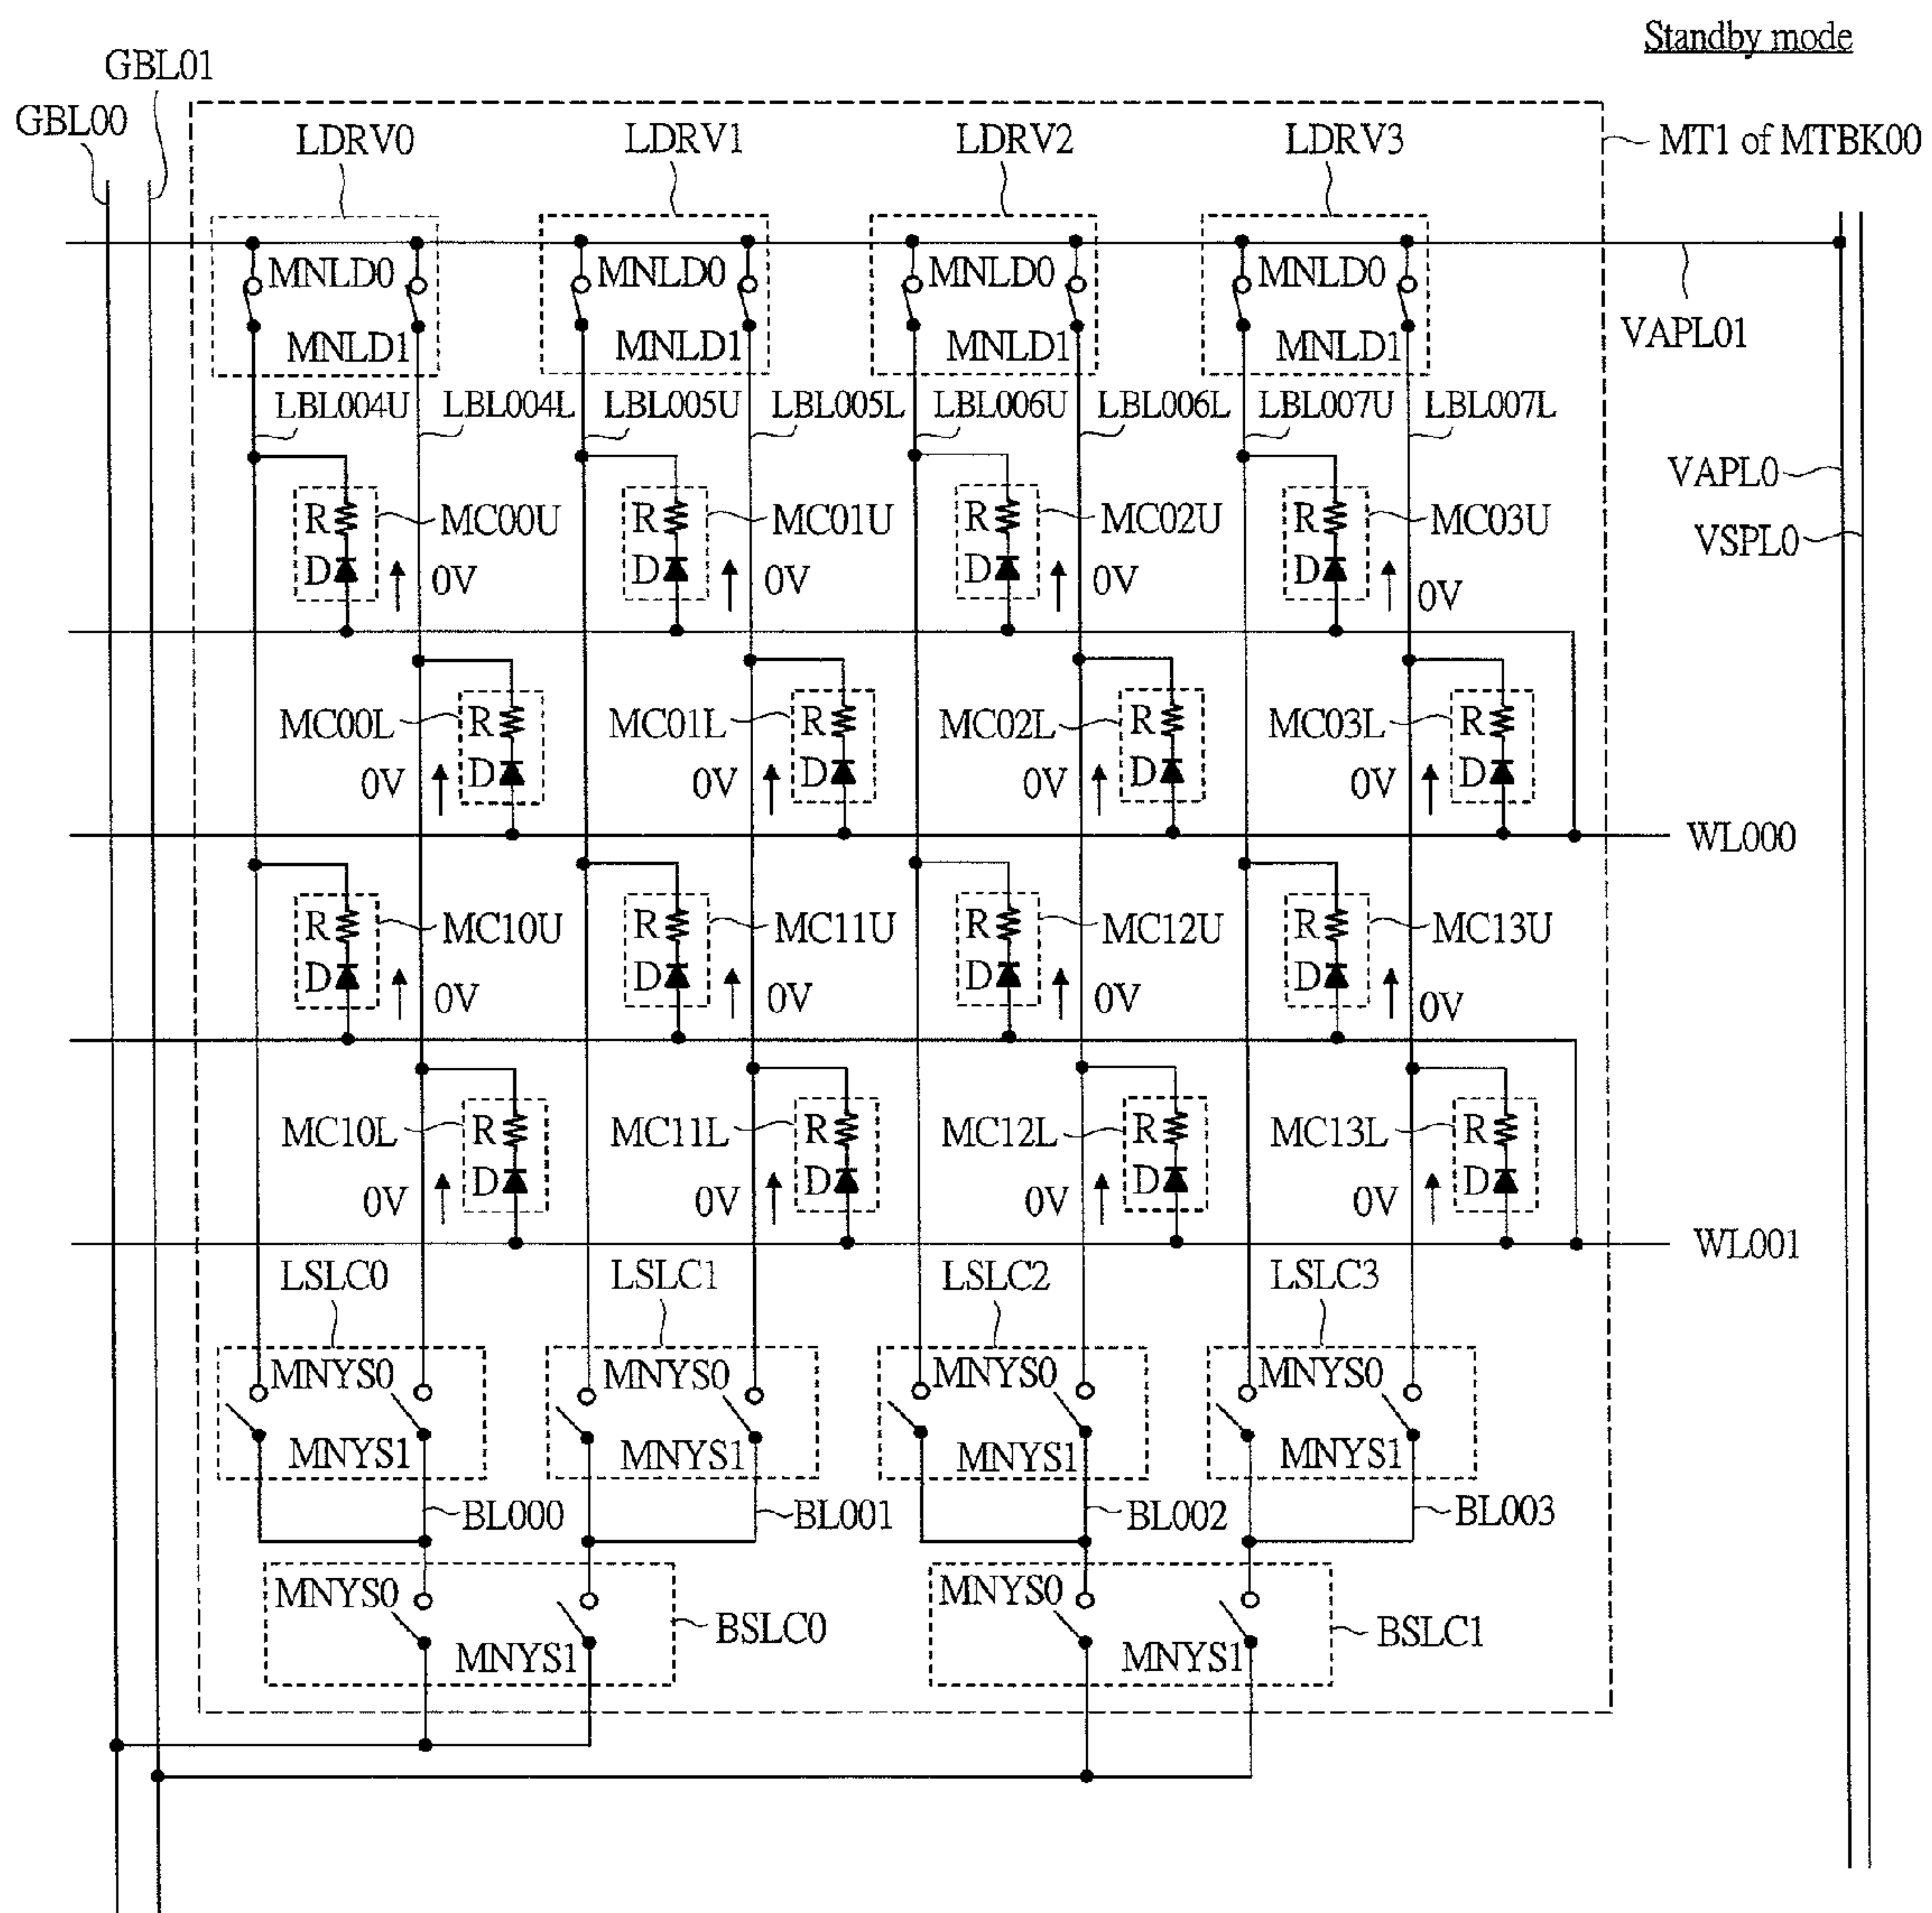 Standby mode
GBL01
GBL00
LDRV0 LDRV1 LDRV2 LDRV3
MT1 of MTBK00
MNLD0 MNLD0 MNLD0 MNLD0
MNLD1 MNLD1 MNLD1 MNLD1
VAPL01
LBL004U LBL004L LBL005U LBL005L LBL006U LBL006L LBL007U LBL007L
VAPL0
R MC00U R MC01U R MC02U R MC03U
VSPL0
D 0V D 0V D 0V D 0V
MC00L R MC01L R MC02L R MC03L R
0V D 0V D 0V D 0V D
WL000
R MC10U R MC11U R MC12U R MC13U
D 0V D 0V D 0V D 0V
MC10L R MC11L R MC12L R MC13L R
0V D 0V D 0V D 0V D
WL001
LSLC0 LSLC1 LSLC2 LSLC3
MNYS0 MNYS0 MNYS0 MNYS0
MNYS1 MNYS1 MNYS1 MNYS1
BL000 BL001 BL002 BL003
MNYS0 MNYS0
BSLC0 BSLC1
MNYS1 MNYS1